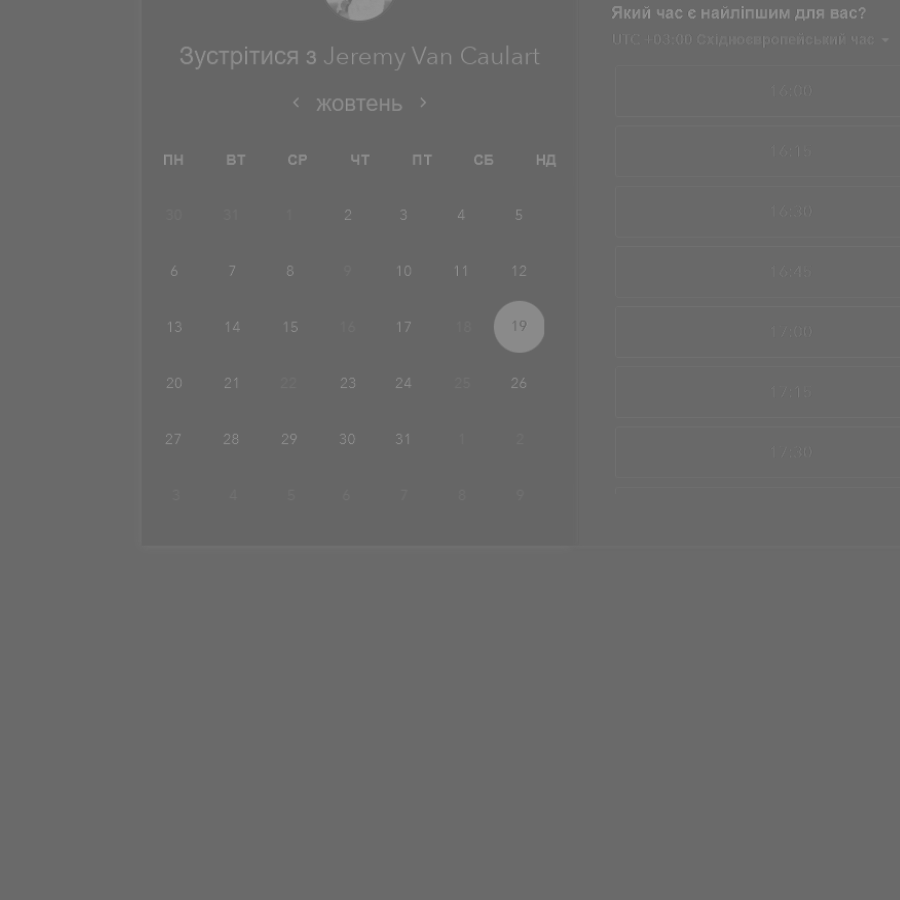 Зустрітися з Jeremy Van Caulart
жовтень
ПН ВТ СР ЧТ ПТ СБ НД
30 31 1 2 3 4 5
6 7 8 9 10 11 12
13 14 15 16 17 18 19
20 21 22 23 24 25 26
27 28 29 30 31 1 2
3 4 5 6 7 8 9
Який час є найліпшим для вас?
UTC +03:00 Східноєвропейський час
16:00
16:15
16:30
16:45
17:00
17:15
17:30